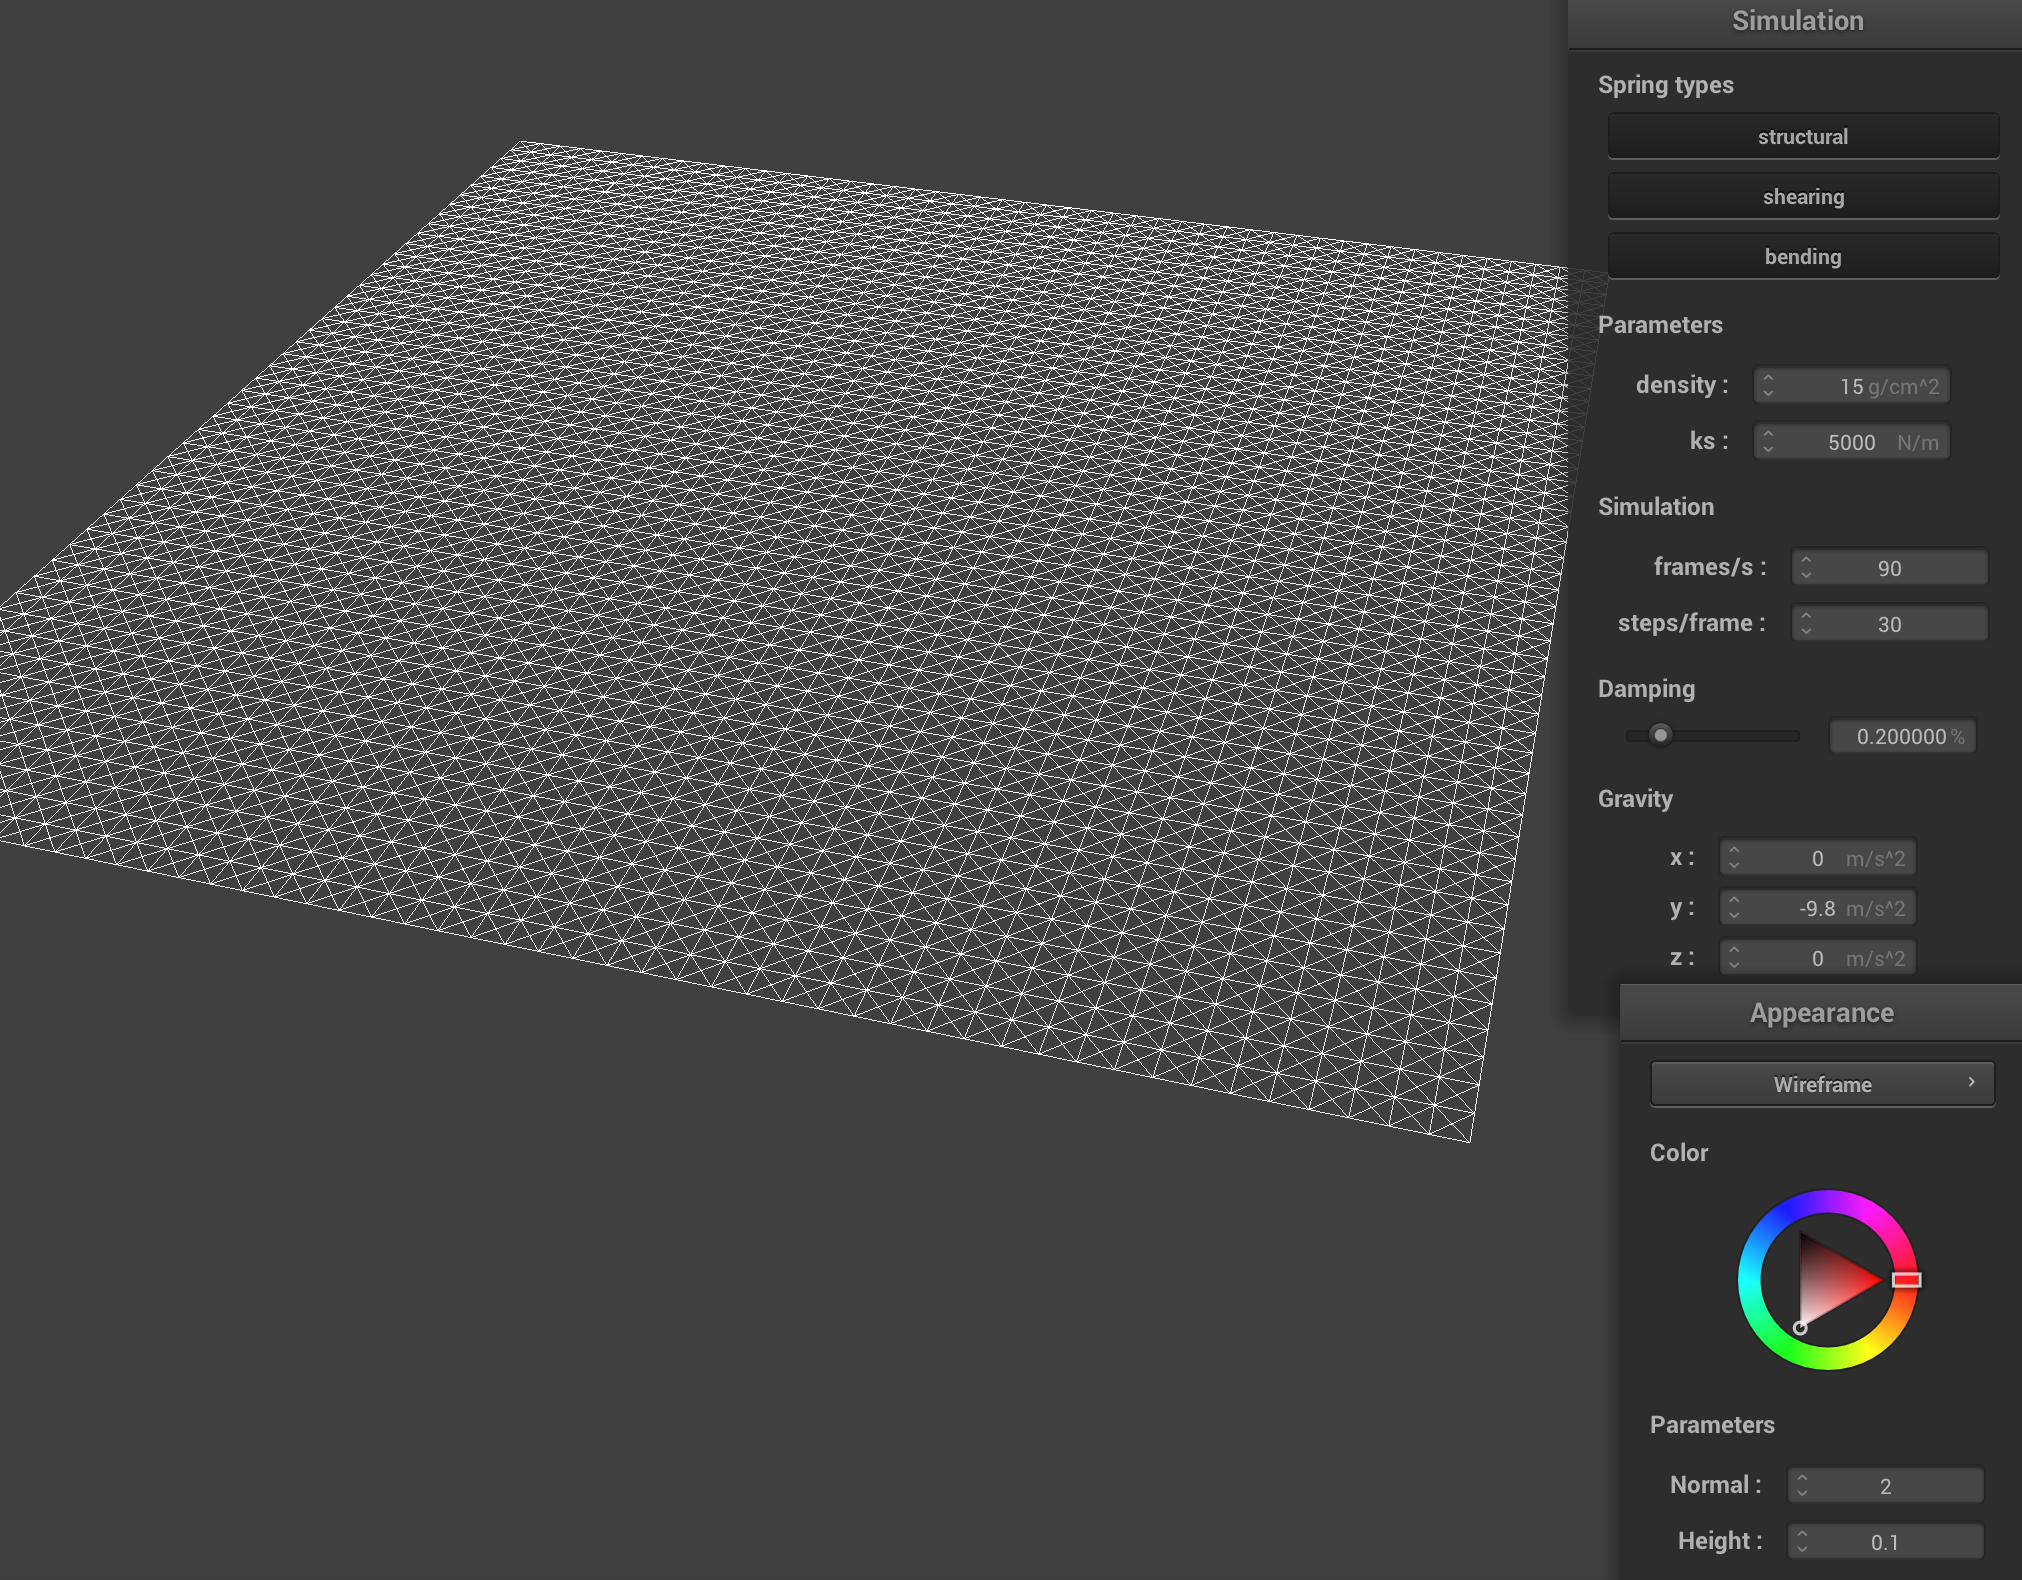 Simulation
Spring types
structural
shearing
bending
Parameters
density : 15 g/cm^2
ks : 5000 N/m
Simulation
frames/s : 90
steps/frame : 30
Damping
0.200000 %
Gravity
x : 0 m/s^2
y : -9.8 m/s^2
z : 0 m/s^2
Appearance
Wireframe
Color
Parameters
Normal : 2
Height : 0.1